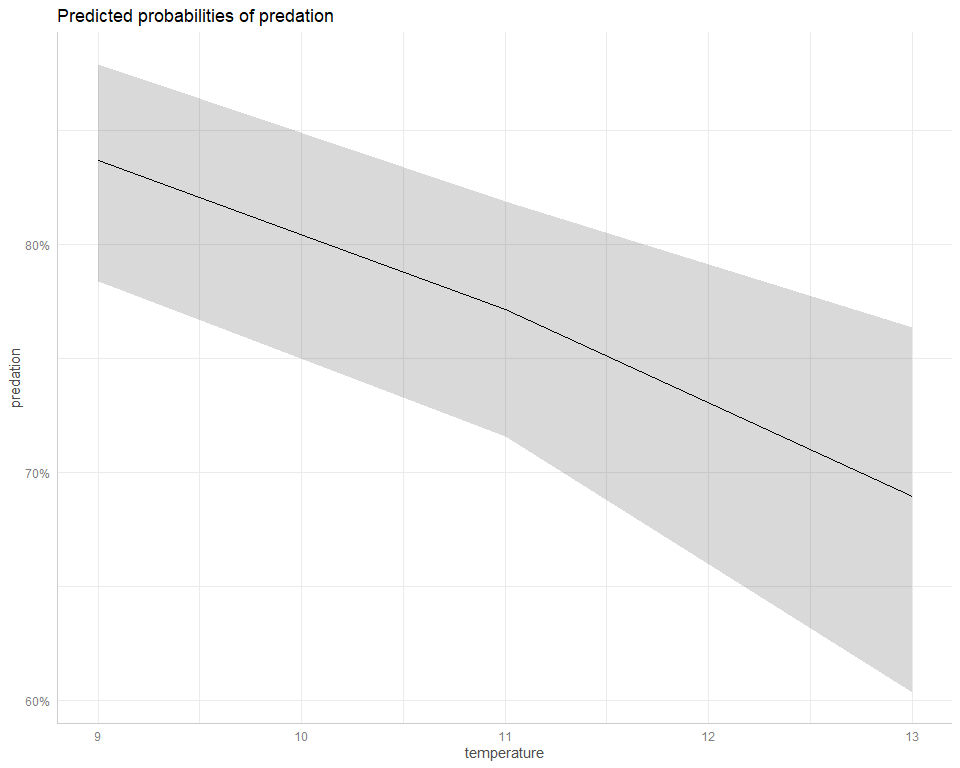 Predicted probabilities of predation
80%
70%
60%
predation
9 10 11 12 13
temperature